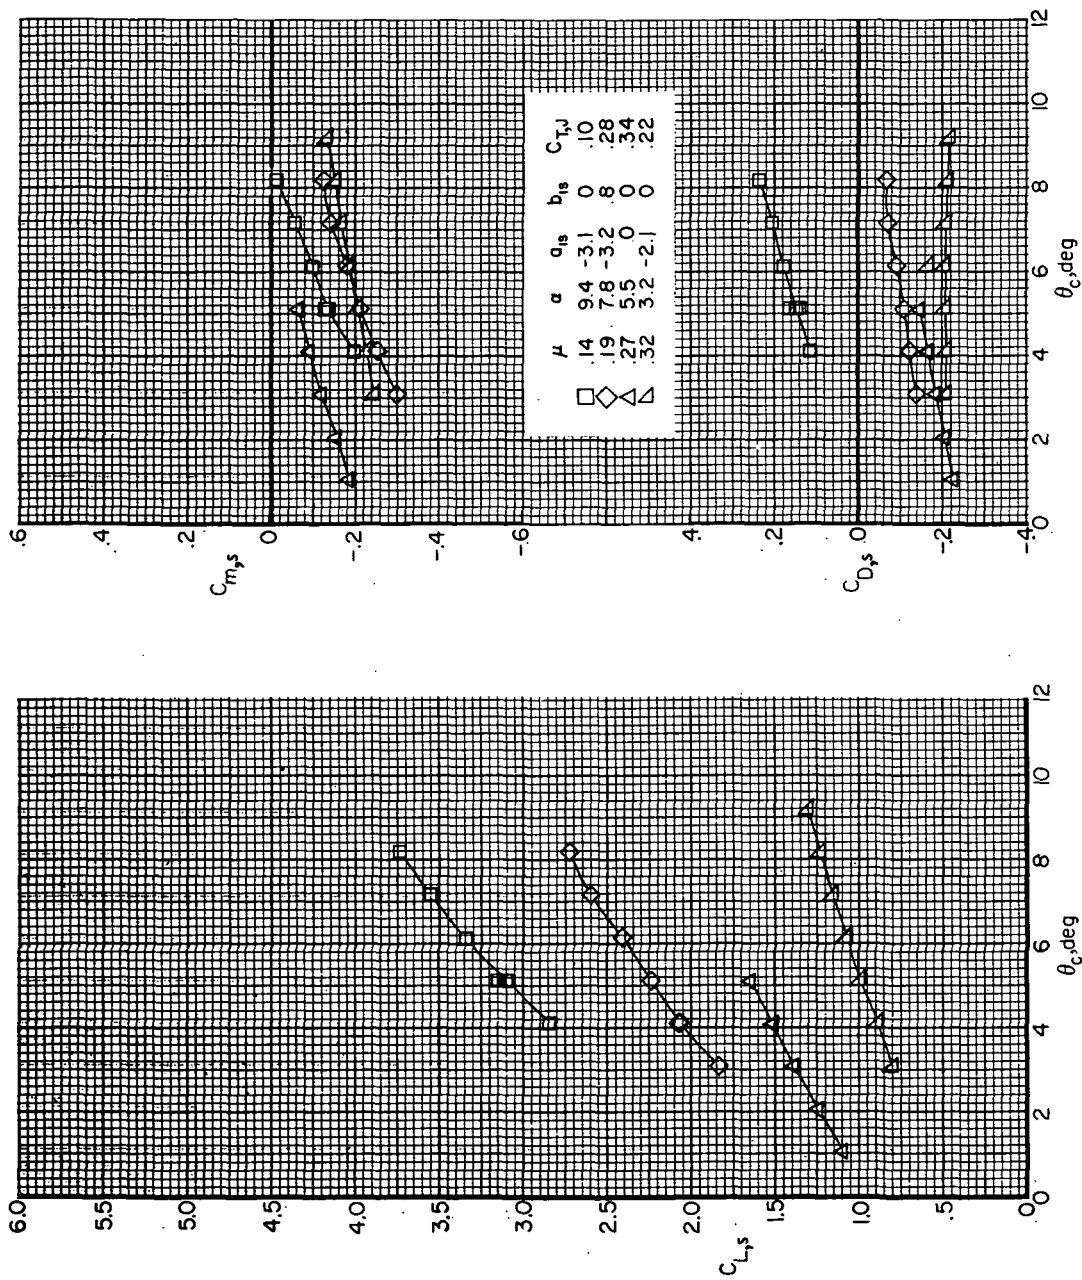 6.0
5.5
5.0
4.5
4.0
3.5
3.0
2.5
2.0
1.5
1.0
.5
0
C_L,s
0 2 4 6 8 10 12
θ_c,deg
.6
.4
.2
0
-.2
-.4
-.6
C_m,s
μ α a_1s b_1s C_T,J
□ .14 9.4 -3.1 0 .10
◇ .19 7.8 -3.2 .8 .28
△ .27 5.5 .0 0 .34
.32 3.2 -2.1 0 .22
.4
.2
.0
-.2
-.4
C_D,s
0 2 4 6 8 10 12
θ_c,deg